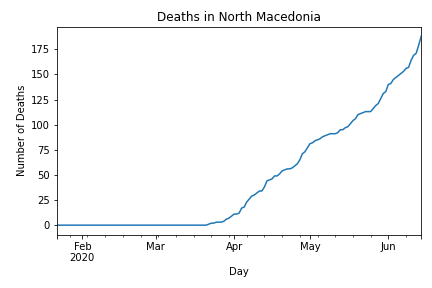 Deaths in North Macedonia
175
150
125
100
75
50
25
0
Number of Deaths
Feb
2020
Mar
Apr
May
Jun
Day